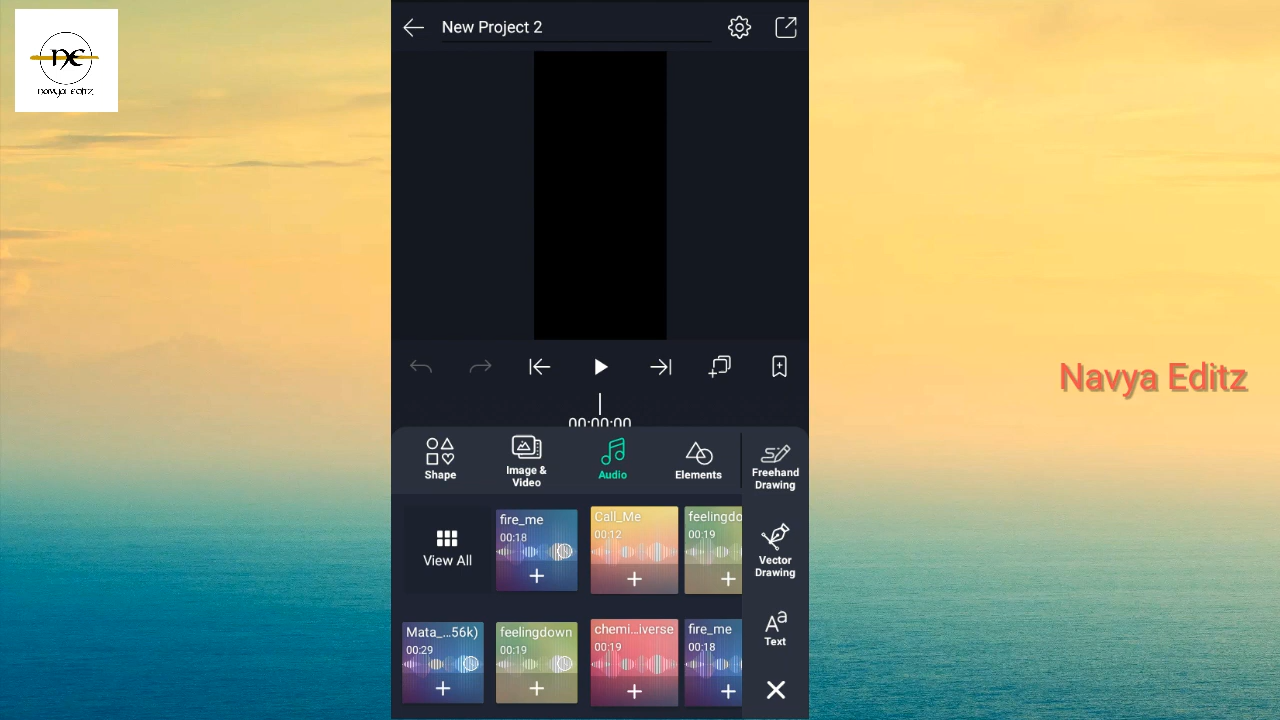 NE
Navya Editz
New Project 2
00:00:00
Shape
Image &
Video
Audio
Elements
Freehand
Drawing
View All
fire_me
00:18
Call_Me
00:12
feelingdo
00:19
Vector
Drawing
Aa
Text
Mata_...56k)
00:29
feelingdown
00:19
chemi...iverse
00:19
fire_me
00:18
Navya Editz